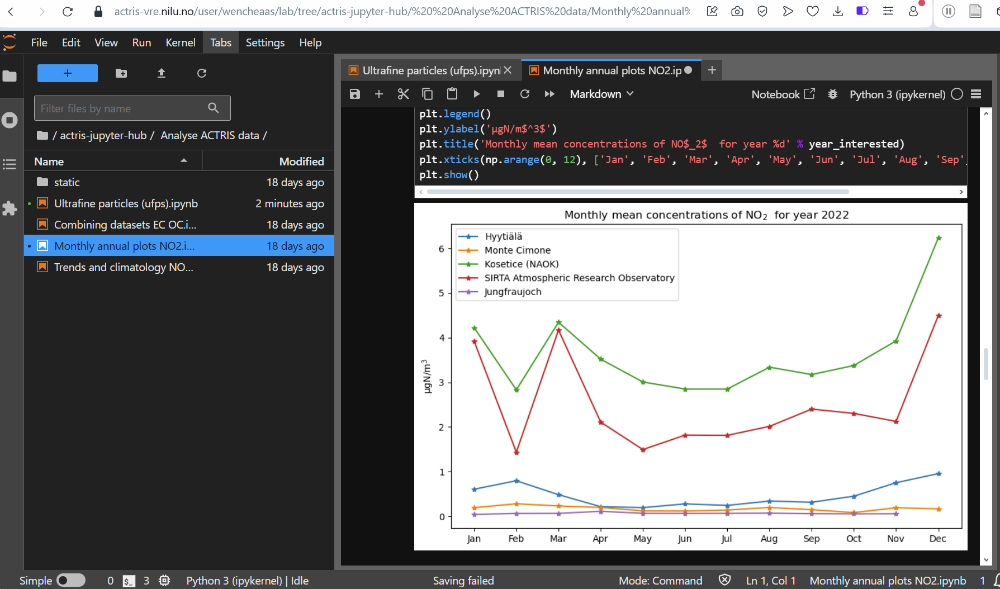 actris-vre.nilu.no/user/wencheaas/lab/tree/actris-jupyter-hub/%20%20Analyse%20ACTRIS%20data/Monthly%20annual%
File Edit View Run Kernel Tabs Settings Help
Filter files by name
/ actris-jupyter-hub / Analyse ACTRIS data /
Name Modified
static 18 days ago
Ultrafine particles (ufps).ipynb 2 minutes ago
Combining datasets EC OC.i... 18 days ago
Monthly annual plots NO2.i... 18 days ago
Trends and climatology NO... 18 days ago
Ultrafine particles (ufps).ipyn
Monthly annual plots NO2.ip
Markdown Notebook Python 3 (ipykernel)
plt.legend()
plt.ylabel('µgN/m$^3$')
plt.title('Monthly mean concentrations of NO$_2$  for year %d' % year_interested)
plt.xticks(np.arange(0, 12), ['Jan', 'Feb', 'Mar', 'Apr', 'May', 'Jun', 'Jul', 'Aug', 'Sep',
plt.show()
Monthly mean concentrations of NO₂ for year 2022
Hyytiälä
Monte Cimone
Kosetice (NAOK)
SIRTA Atmospheric Research Observatory
Jungfraujoch
6
5
4
3
2
1
0
µgN/m³
Jan Feb Mar Apr May Jun Jul Aug Sep Oct Nov Dec
Simple 0 $_ 3 Python 3 (ipykernel) | Idle Saving failed Mode: Command Ln 1, Col 1 Monthly annual plots NO2.ipynb 1